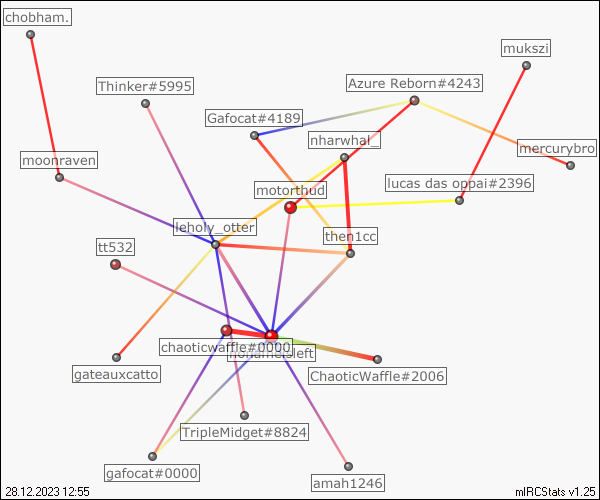 chobham.
mukszi
Thinker#5995
Azure Reborn#4243
Gafocat#4189
nharwhal_
mercurybro
moonraven
motorthud
lucas das oppai#2396
leholy_otter
then1cc
tt532
chaoticwaffle#0000
gateauxcatto
ChaoticWaffle#2006
TripleMidget#8824
gafocat#0000
amah1246
28.12.2023 12:55
mIRCStats v1.25